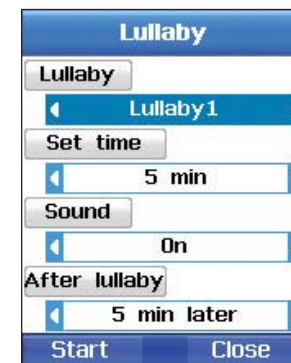 Lullaby
Lullaby
Lullaby1
Set time
5 min
Sound
On
After lullaby
5 min later
Start Close